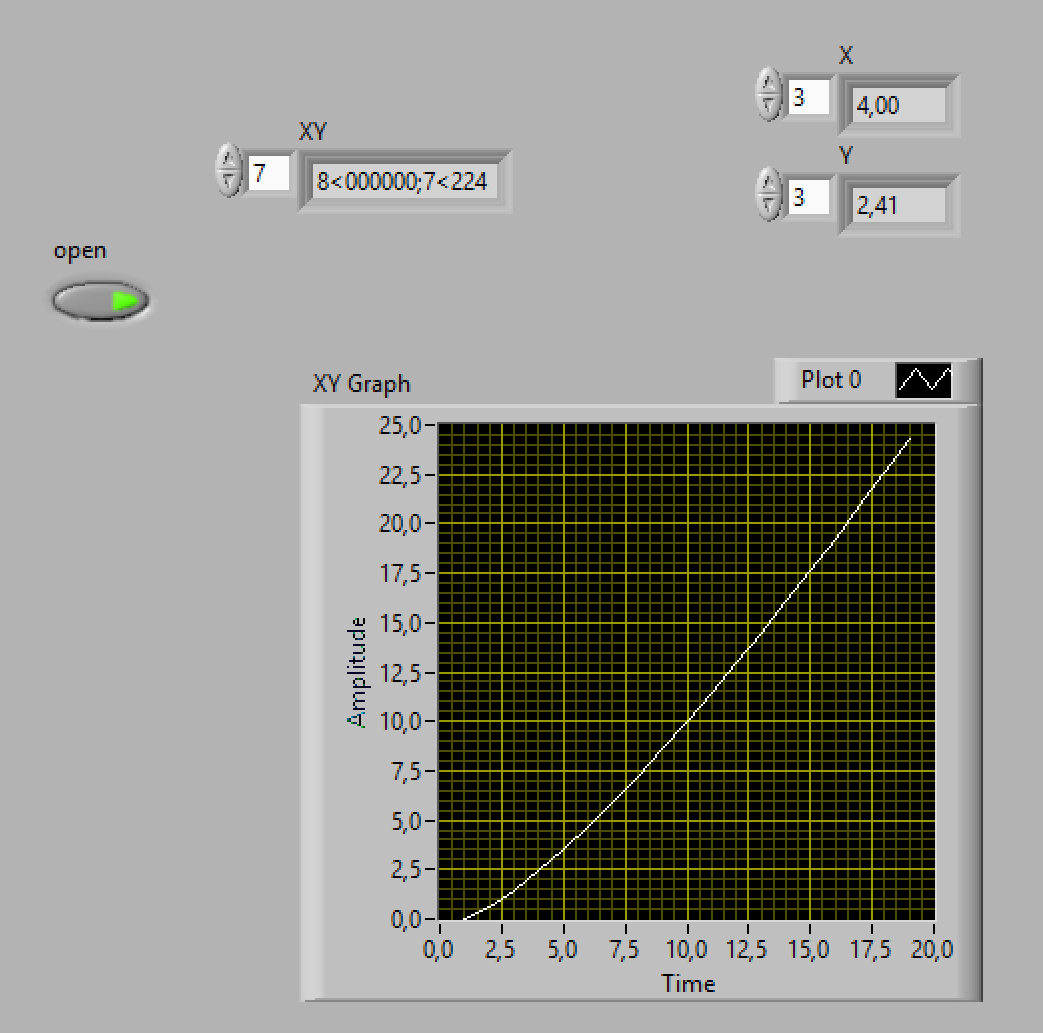 X
3
4,00
XY
7
8<000000;7<224
Y
3
2,41
open
XY Graph
Plot 0
25,0
22,5
20,0
17,5
15,0
12,5
10,0
7,5
5,0
2,5
0,0
Amplitude
0,0 2,5 5,0 7,5 10,0 12,5 15,0 17,5 20,0
Time